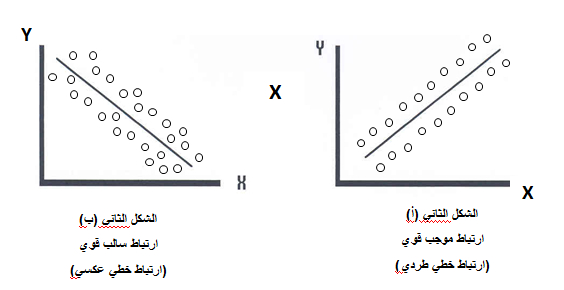 Y
X
X
Y
X
الشكل الثاني (أ)
ارتباط موجب قوي
(ارتباط خطي طردي)
الشكل الثاني (ب)
ارتباط سالب قوي
(ارتباط خطي عكسي)